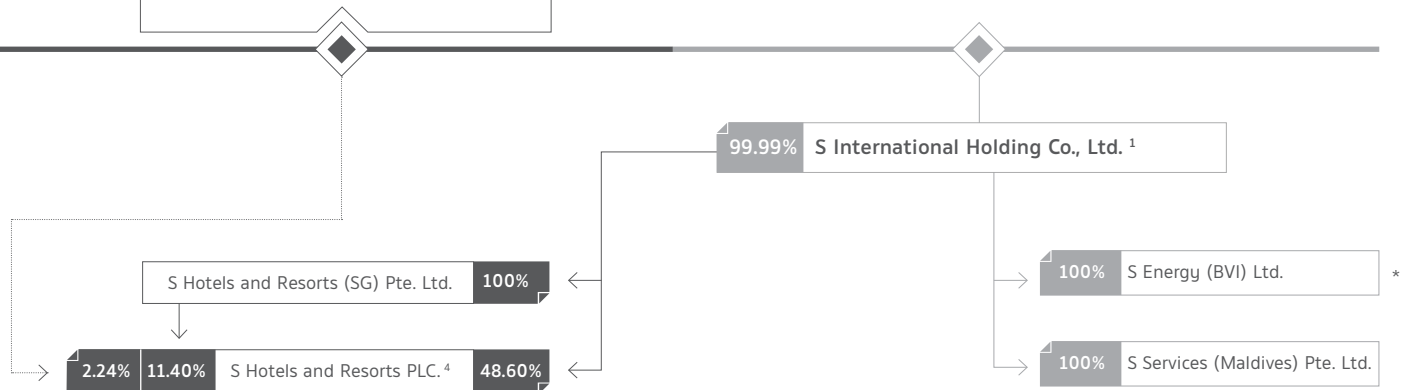 99.99% S International Holding Co., Ltd. 1
S Hotels and Resorts (SG) Pte. Ltd. 100%
100% S Energy (BVI) Ltd. *
2.24% 11.40% S Hotels and Resorts PLC. 4 48.60%
100% S Services (Maldives) Pte. Ltd.